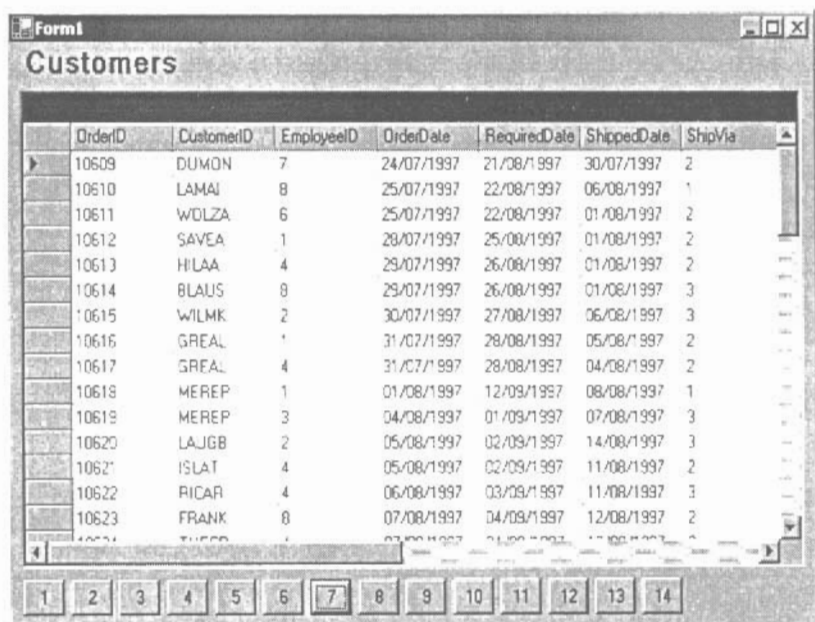 Form1
Customers
OrderID CustomerID EmployeeID OrderDate RequiredDate ShippedDate ShipVia
10609 DUMON 7 24/07/1997 21/08/1997 30/07/1997 2
10610 LAMAI 8 25/07/1997 22/08/1997 06/08/1997 1
10611 WOLZA 6 25/07/1997 22/08/1997 01/08/1997 2
10612 SAVEA 1 28/07/1997 25/08/1997 01/08/1997 2
10613 HILAA 4 29/07/1997 26/08/1997 01/08/1997 2
10614 BLAUS 8 29/07/1997 26/08/1997 01/08/1997 3
10615 WILMK 2 30/07/1997 27/08/1997 06/08/1997 3
10616 GREAL 1 31/07/1997 28/08/1997 05/08/1997 2
10617 GREAL 4 31/07/1997 28/08/1997 04/08/1997 2
10618 MEREP 1 01/08/1997 12/09/1997 08/08/1997 1
10619 MEREP 3 04/08/1997 01/09/1997 07/08/1997 3
10620 LAUGB 2 05/08/1997 02/09/1997 14/08/1997 3
10621 ISLAT 4 05/08/1997 02/09/1997 11/08/1997 2
10622 RICAR 4 06/08/1997 03/09/1997 11/08/1997 3
10623 FRANK 8 07/08/1997 04/09/1997 12/08/1997 2
1 2 3 4 5 6 7 8 9 10 11 12 13 14